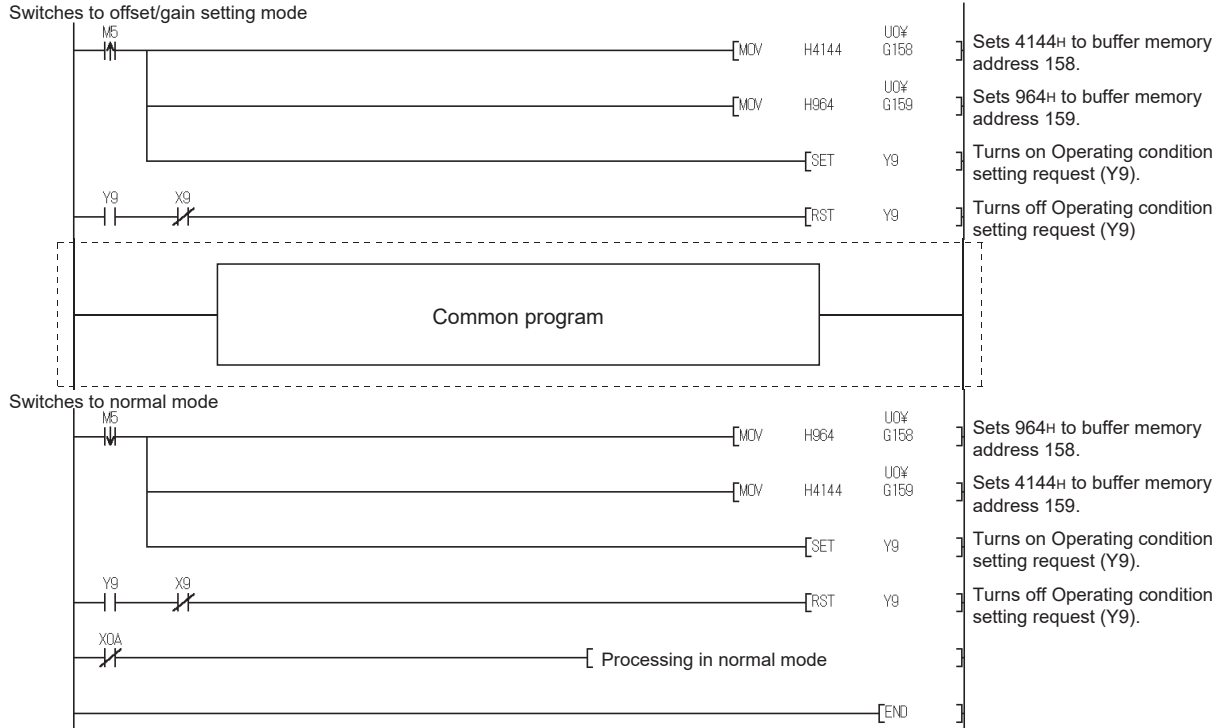 Switches to offset/gain setting mode
M5
MOV H4144 U0¥ G158
Sets 4144H to buffer memory
address 158.
MOV H964 U0¥ G159
Sets 964H to buffer memory
address 159.
SET Y9
Turns on Operating condition
setting request (Y9).
Y9 X9
RST Y9
Turns off Operating condition
setting request (Y9)
Common program
Switches to normal mode
M5
MOV H964 U0¥ G158
Sets 964H to buffer memory
address 158.
MOV H4144 U0¥ G159
Sets 4144H to buffer memory
address 159.
SET Y9
Turns on Operating condition
setting request (Y9).
Y9 X9
RST Y9
Turns off Operating condition
setting request (Y9).
X0A
Processing in normal mode
END